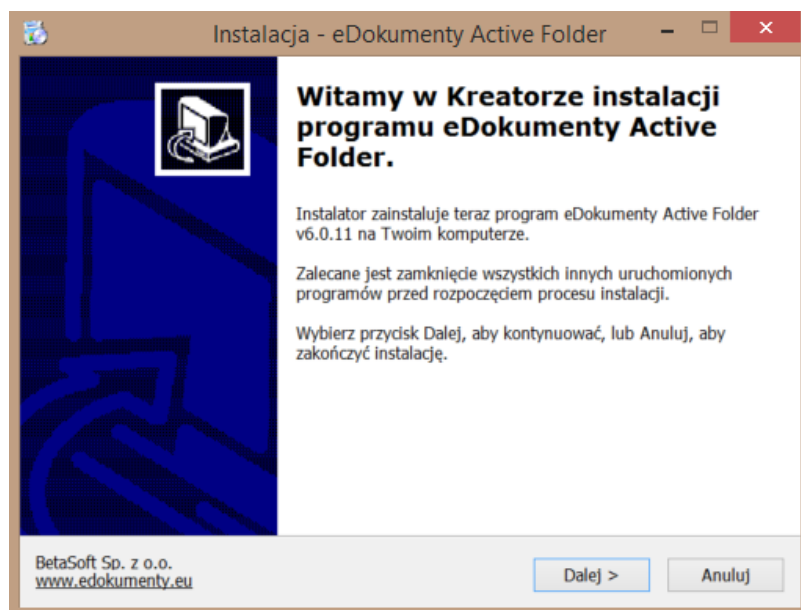 Instalacja - eDokumenty Active Folder
Witamy w Kreatorze instalacji
programu eDokumenty Active
Folder.
Instalator zainstaluje teraz program eDokumenty Active Folder
v6.0.11 na Twoim komputerze.
Zalecane jest zamknięcie wszystkich innych uruchomionych
programów przed rozpoczęciem procesu instalacji.
Wybierz przycisk Dalej, aby kontynuować, lub Anuluj, aby
zakończyć instalację.
BetaSoft Sp. z o.o.
www.edokumenty.eu
Dalej >
Anuluj